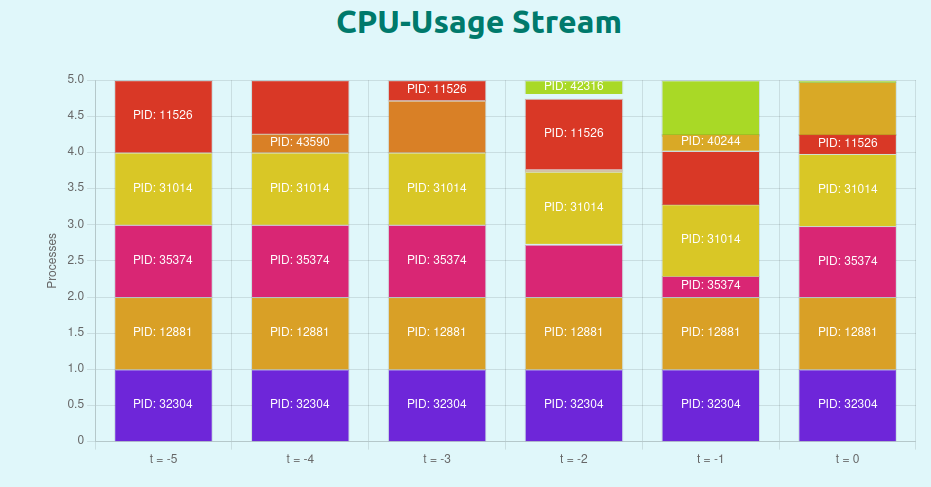 CPU-Usage Stream
Processes
5.0
4.5
4.0
3.5
3.0
2.5
2.0
1.5
1.0
0.5
0
PID: 11526
PID: 31014
PID: 35374
PID: 12881
PID: 32304
PID: 43590
PID: 31014
PID: 35374
PID: 12881
PID: 32304
PID: 11526
PID: 31014
PID: 35374
PID: 12881
PID: 32304
PID: 42316
PID: 11526
PID: 31014
PID: 12881
PID: 32304
PID: 40244
PID: 31014
PID: 35374
PID: 12881
PID: 32304
PID: 11526
PID: 31014
PID: 35374
PID: 12881
PID: 32304
t = -5
t = -4
t = -3
t = -2
t = -1
t = 0